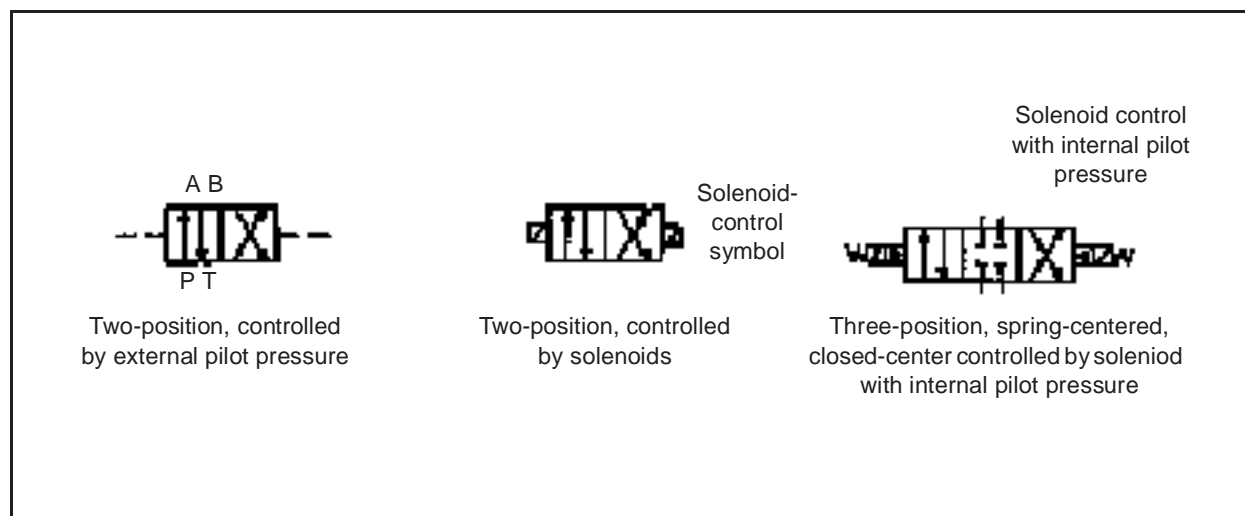 A B
P T
Two-position, controlled
by external pilot pressure
Solenoid-
control
symbol
Two-position, controlled
by solenoids
Solenoid control
with internal pilot
pressure
Three-position, spring-centered,
closed-center controlled by soleniod
with internal pilot pressure